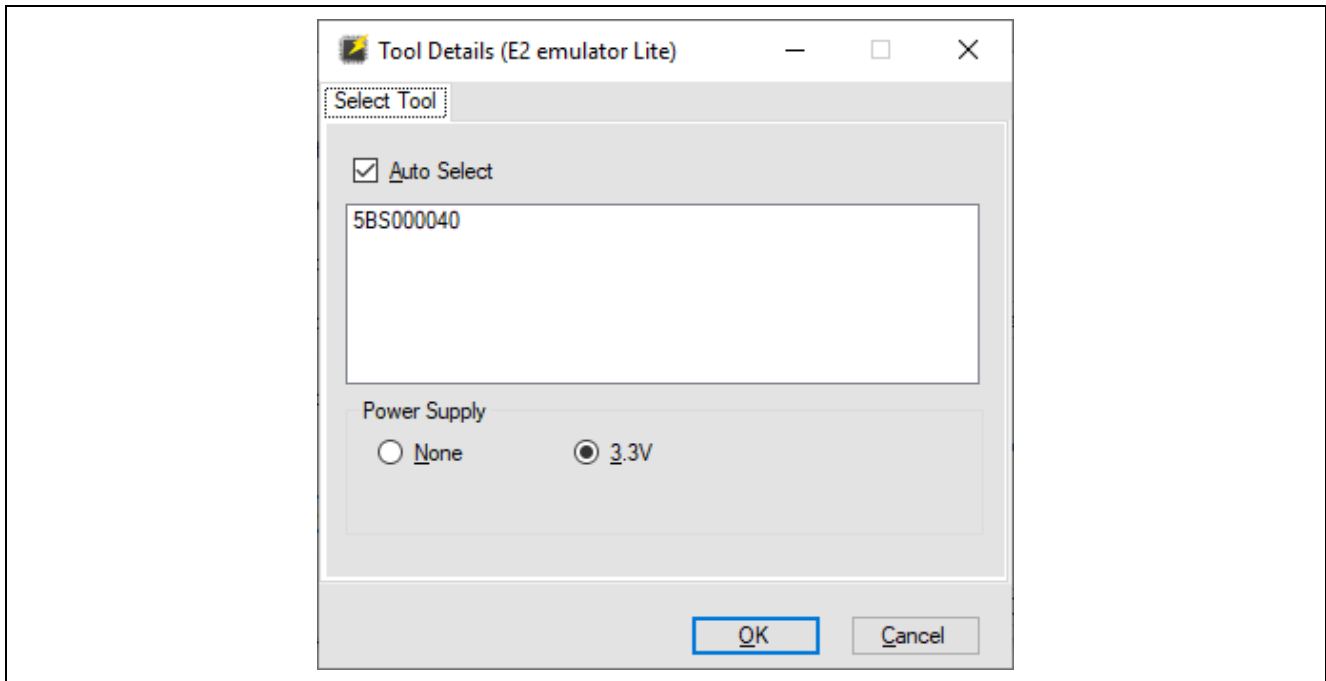 Tool Details (E2 emulator Lite)
Select Tool
Auto Select
5BS000040
Power Supply
None 3.3V
OK Cancel